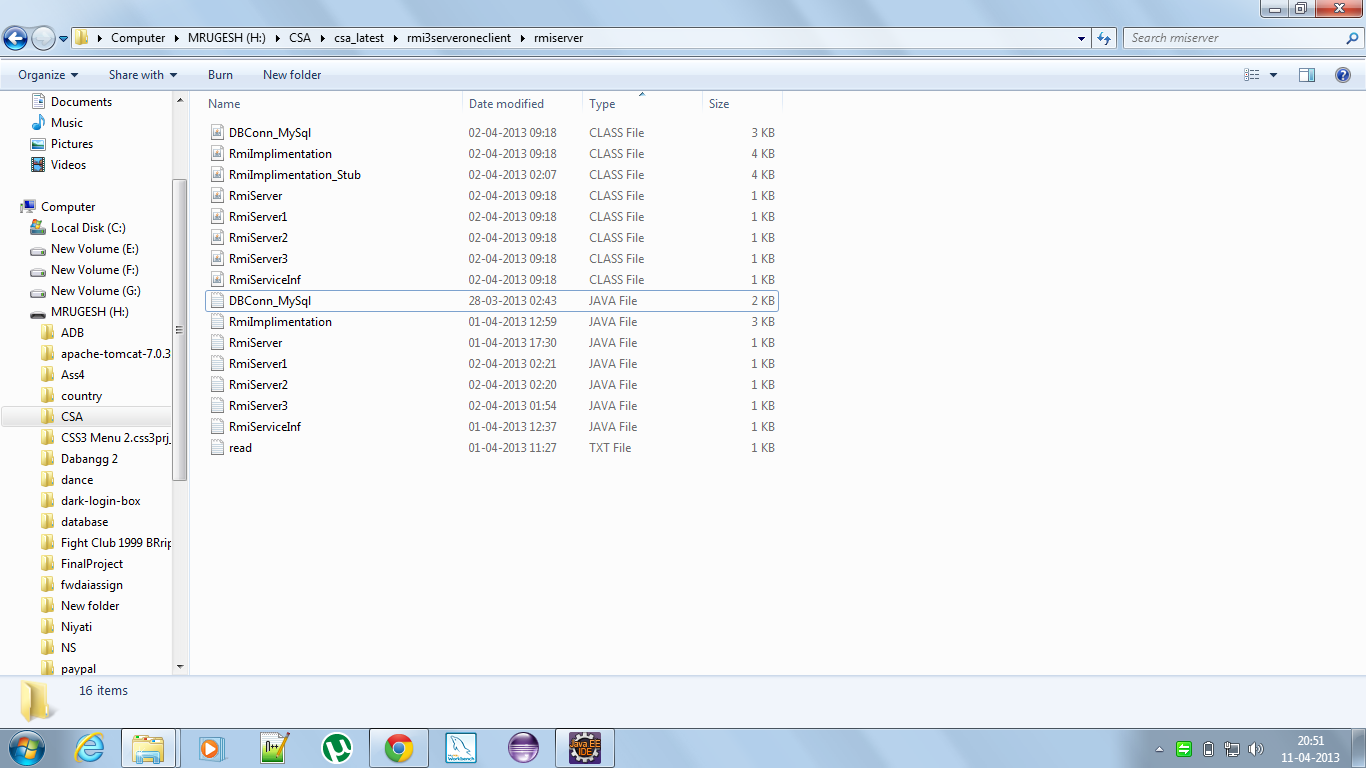 Computer MRUGESH (H:) CSA csa_latest rmi3serveroneclient rmiserver Search rmiserver
Organize Share with Burn New folder
Documents
Music
Pictures
Videos
Computer
Local Disk (C:)
New Volume (E:)
New Volume (F:)
New Volume (G:)
MRUGESH (H:)
ADB
apache-tomcat-7.0.3
Ass4
country
CSA
CSS3 Menu 2.css3prj_
Dabangg 2
dance
dark-login-box
database
Fight Club 1999 BRrip
FinalProject
fwdaiassign
New folder
Niyati
NS
paypal
Name Date modified Type Size
DBConn_MySql 02-04-2013 09:18 CLASS File 3 KB
RmiImplimentation 02-04-2013 09:18 CLASS File 4 KB
RmiImplimentation_Stub 02-04-2013 02:07 CLASS File 4 KB
RmiServer 02-04-2013 09:18 CLASS File 1 KB
RmiServer1 02-04-2013 09:18 CLASS File 1 KB
RmiServer2 02-04-2013 09:18 CLASS File 1 KB
RmiServer3 02-04-2013 09:18 CLASS File 1 KB
RmiServiceInf 02-04-2013 09:18 CLASS File 1 KB
DBConn_MySql 28-03-2013 02:43 JAVA File 2 KB
RmiImplimentation 01-04-2013 12:59 JAVA File 3 KB
RmiServer 01-04-2013 17:30 JAVA File 1 KB
RmiServer1 02-04-2013 02:21 JAVA File 1 KB
RmiServer2 02-04-2013 02:20 JAVA File 1 KB
RmiServer3 02-04-2013 01:54 JAVA File 1 KB
RmiServiceInf 01-04-2013 12:37 JAVA File 1 KB
read 01-04-2013 11:27 TXT File 1 KB
16 items
Workbench
Java EE
IDE
20:51
11-04-2013